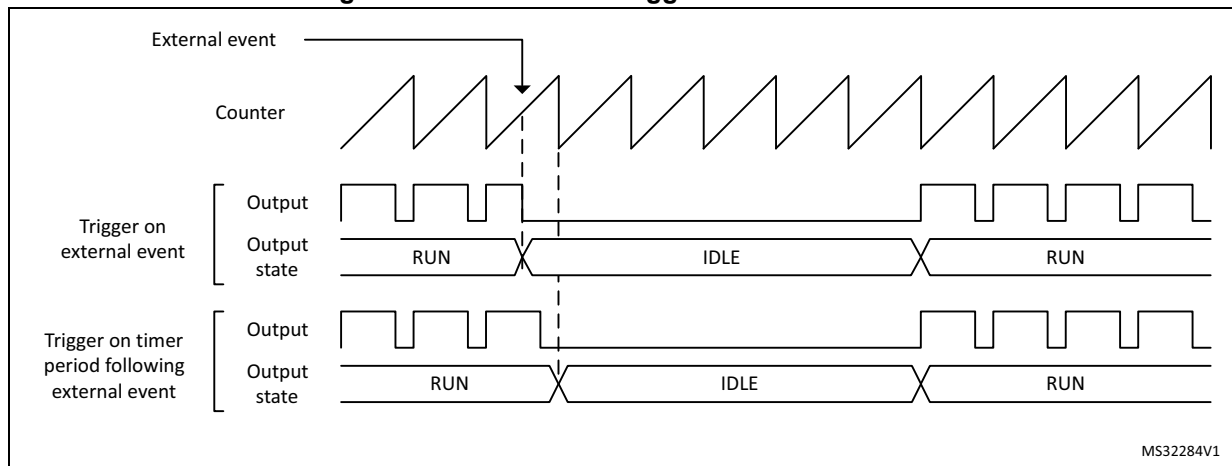 External event
Counter
Trigger on
external event
Output
Output
state
RUN
IDLE
RUN
Trigger on timer
period following
external event
Output
Output
state
RUN
IDLE
RUN
MS32284V1